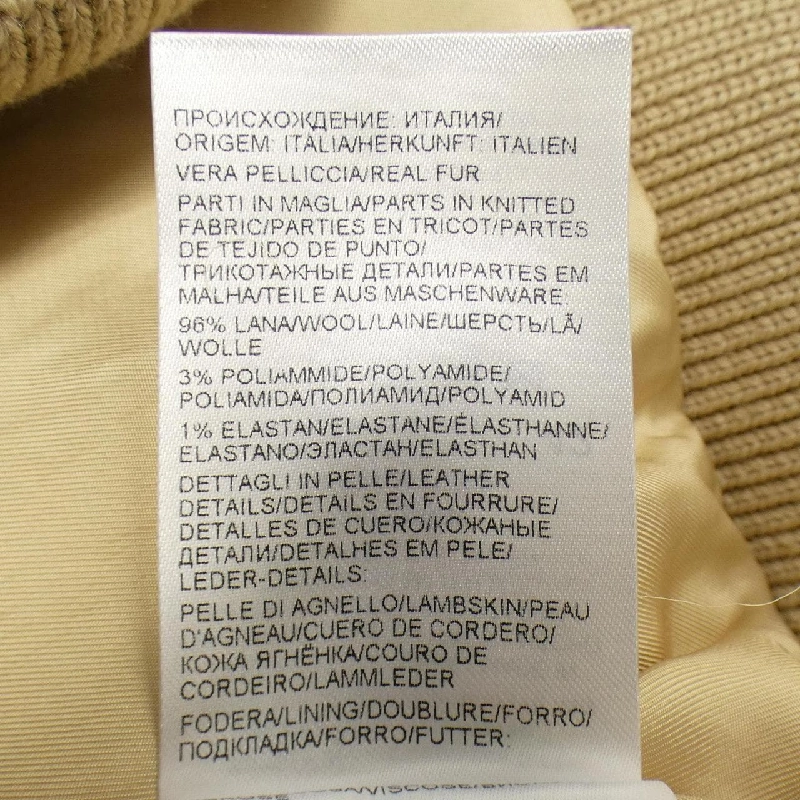 ПРОИСХОЖДЕНИЕ: ИТАЛИЯ/
ORIGEM: ITÁLIA/HERKUNFT: ITALIEN
VERA PELLICCIA/REAL FUR
PARTI IN MAGLIA/PARTS IN KNITTED
FABRIC/PARTIES EN TRICOT/PARTES
DE TEJIDO DE PUNTO/
ТРИКОТАЖНЫЕ ДЕТАЛИ/PARTES EM
MALHA/TEILE AUS MASCHENWARE:
96% LANA/WOOL/LAINE/ШЕРСТЬ/LÃ/
WOLLE
3% POLIAMMIDE/POLYAMIDE/
POLIAMIDA/ПОЛИАМИД/POLYAMID
1% ELASTAN/ELASTANE/ÉLASTHANNE/
ELASTANO/ЭЛАСТАН/ELASTHAN
DETTAGLI IN PELLE/LEATHER
DETAILS/DETAILS EN FOURRURE/
DETALLES DE CUERO/КОЖАНЫЕ
ДЕТАЛИ/DETALHES EM PELE/
LEDER-DETAILS:
PELLE DI AGNELLO/LAMBSKIN/PEAU
D'AGNEAU/CUERO DE CORDERO/
КОЖА ЯГНЁНКА/COURO DE
CORDEIRO/LAMMLEDER
FODERA/LINING/DOUBLURE/FORRO/
ПОДКЛАДКА/FORRO/FUTTER: